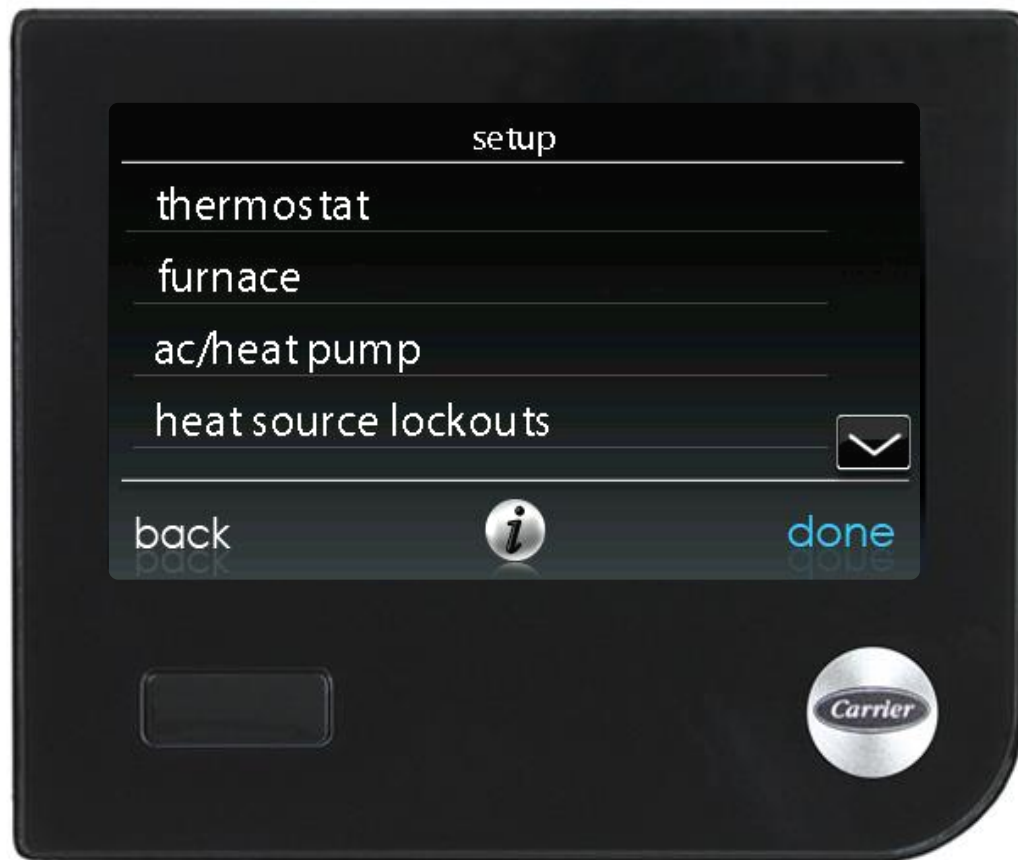 setup
thermostat
furnace
ac/heat pump
heat source lockouts
back
i
done
Carrier